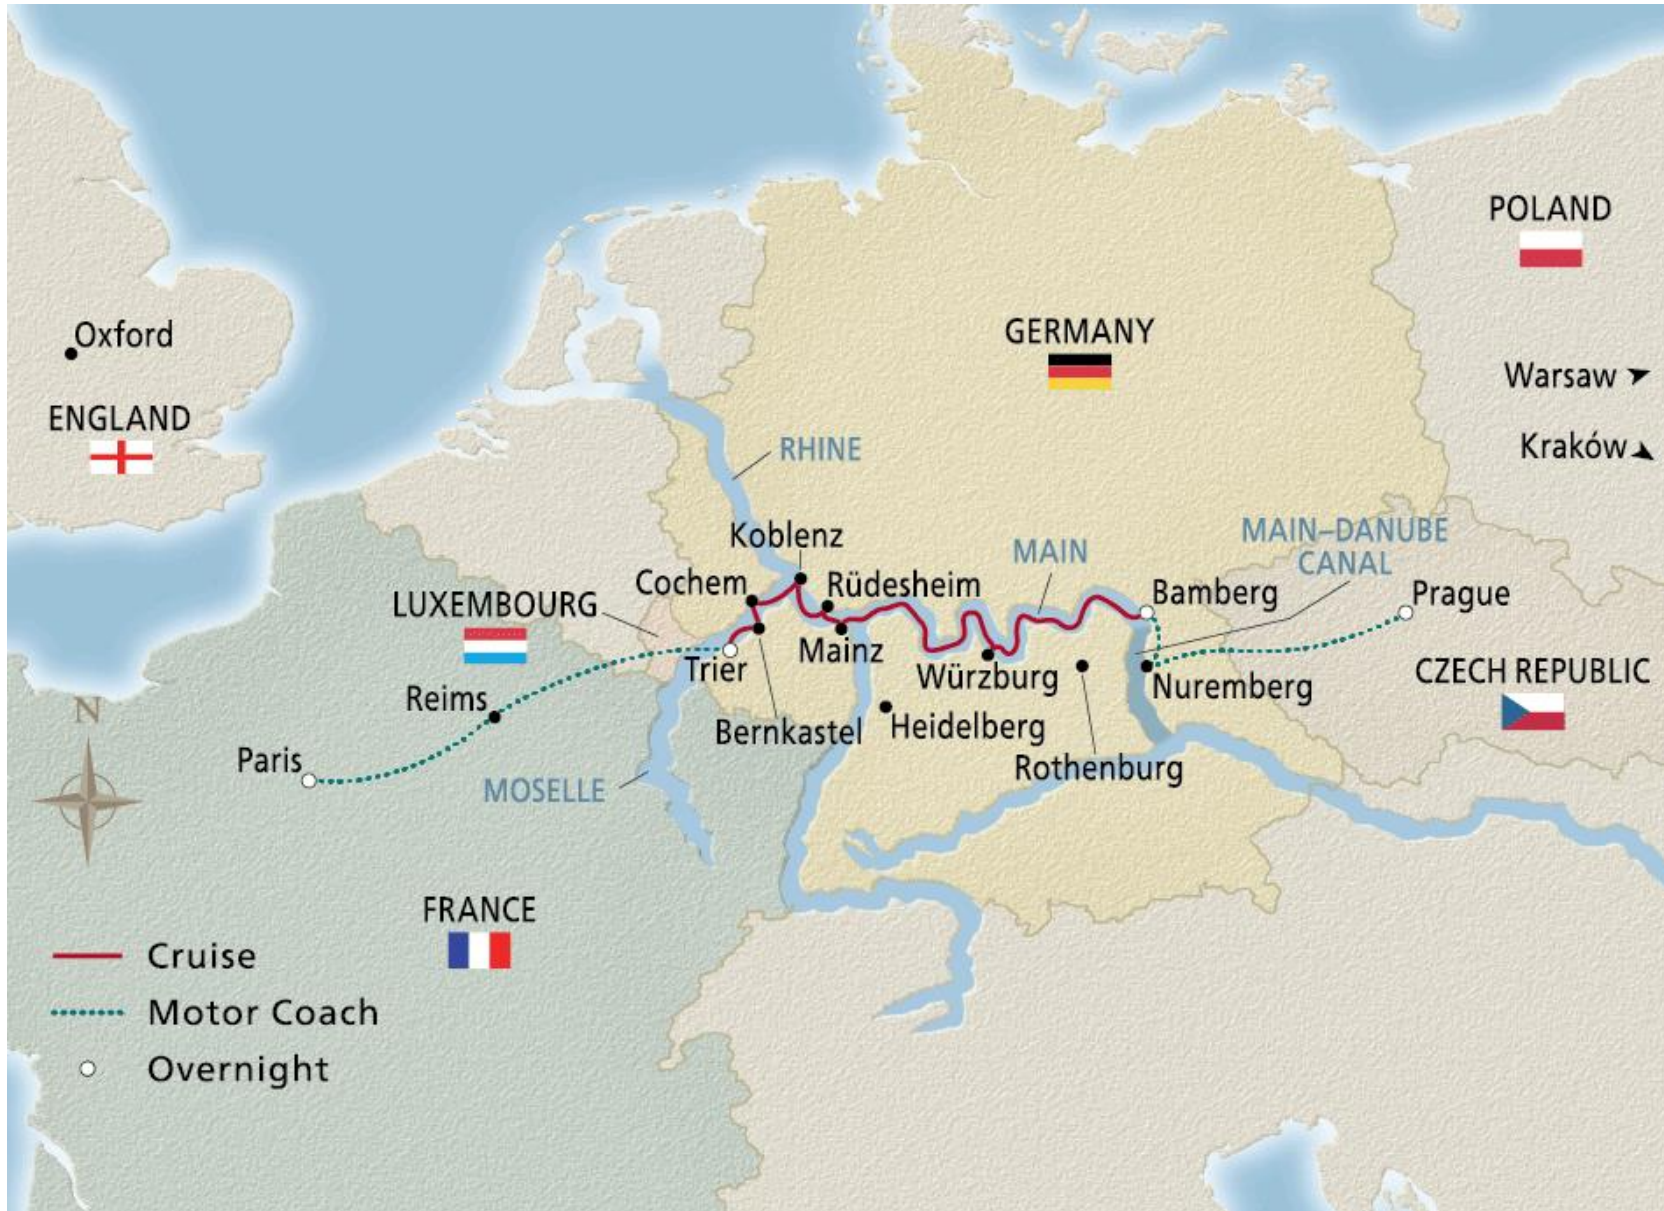 POLAND
Oxford
GERMANY
Warsaw
ENGLAND
Kraków
RHINE
MAIN–DANUBE
CANAL
Koblenz
MAIN
Cochem
Rüdesheim
Bamberg
Prague
LUXEMBOURG
Mainz
Trier
Würzburg
CZECH REPUBLIC
Nuremberg
Reims
N
Bernkastel
Heidelberg
Paris
Rothenburg
MOSELLE
FRANCE
Cruise
Motor Coach
Overnight